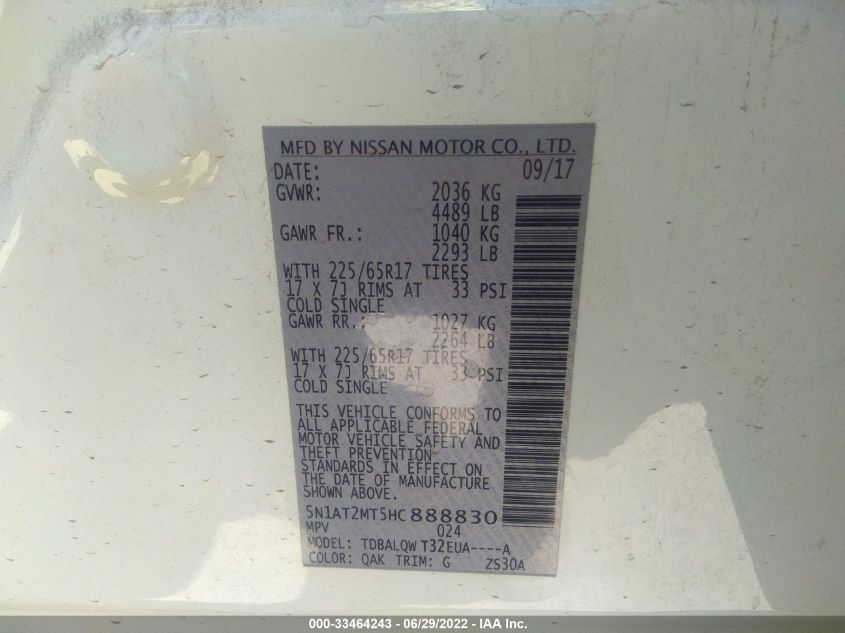 MFD BY NISSAN MOTOR CO., LTD.
DATE: 09/17
GVWR: 2036 KG
4489 LB
GAWR FR.: 1040 KG
2293 LB
WITH 225/65R17 TIRES
17 X 7J RIMS AT 33 PSI
COLD SINGLE
GAWR RR.: 1027 KG
2264 LB
WITH 225/65R17 TIRES
17 X 7J RIMS AT 33 PSI
COLD SINGLE
THIS VEHICLE CONFORMS TO
ALL APPLICABLE FEDERAL
MOTOR VEHICLE SAFETY AND
THEFT PREVENTION
STANDARDS IN EFFECT ON
THE DATE OF MANUFACTURE
SHOWN ABOVE.
5N1AT2MT5HC888830
MPV 024
MODEL: TDBALQW T32EUA----A
COLOR: QAK TRIM: G ZS30A
000-33464243 - 06/29/2022 - IAA Inc.